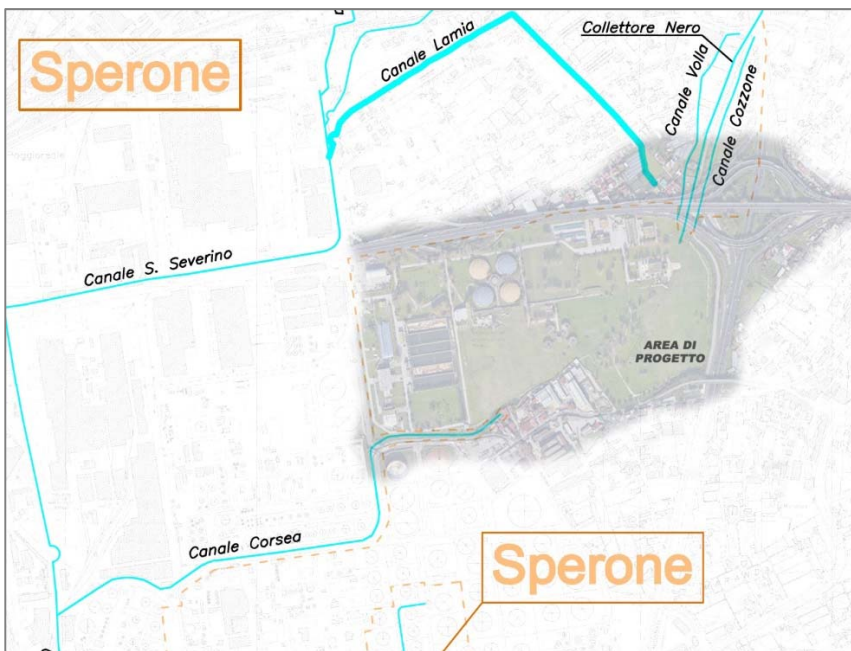 Sperone
Canale Lamia
Collettore Nero
Canale Volla
Canale Cozzone
Canale S. Severino
AREA DI
PROGETTO
Canale Corsea
Sperone